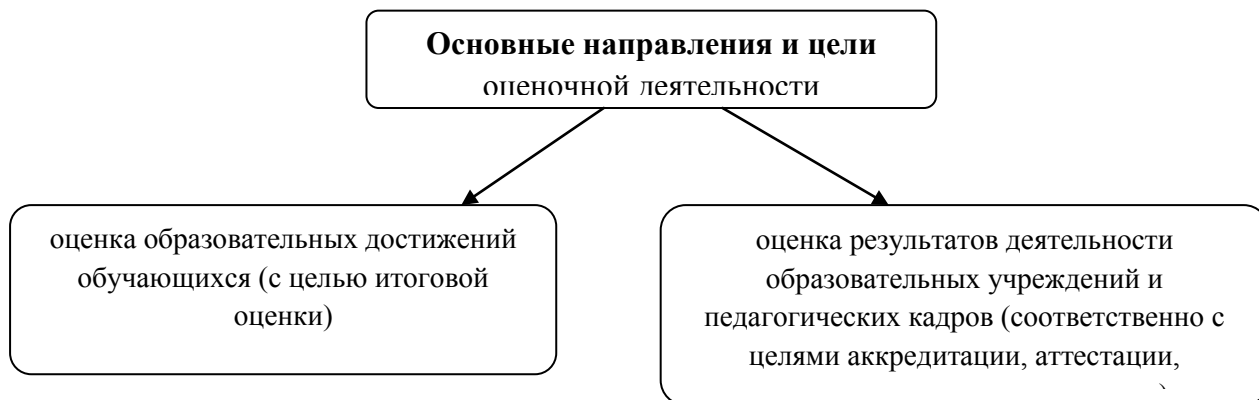 Основные направления и цели
оценочной деятельности
оценка образовательных достижений
обучающихся (с целью итоговой
оценки)
оценка результатов деятельности
образовательных учреждений и
педагогических кадров (соответственно с
целями аккредитации, аттестации,